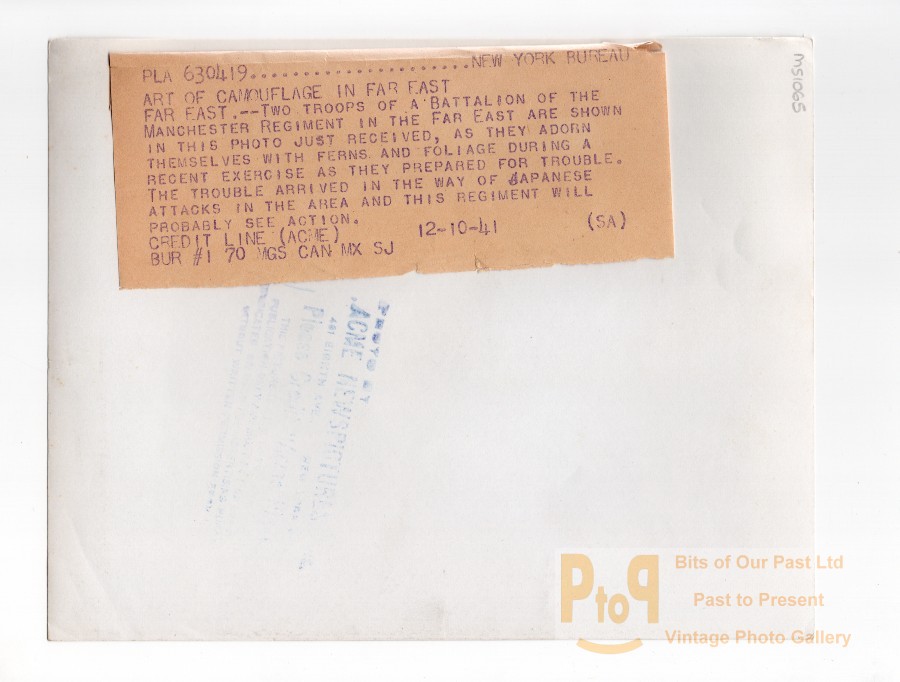 PLA 630419......................NEW YORK BUREAU
ART OF CAMOUFLAGE IN FAR EAST
FAR EAST.--TWO TROOPS OF A BATTALION OF THE
MANCHESTER REGIMENT IN THE FAR EAST ARE SHOWN
IN THIS PHOTO JUST RECEIVED, AS THEY ADORN
THEMSELVES WITH FERNS AND FOLIAGE DURING A
RECENT EXERCISE AS THEY PREPARED FOR TROUBLE.
THE TROUBLE ARRIVED IN THE WAY OF JAPANESE
ATTACKS IN THE AREA AND THIS REGIMENT WILL
PROBABLY SEE ACTION.
CREDIT LINE (ACME) 12-10-41 (SA)
BUR #1 70 MGS CAN MX SJ
MS1065
PHOTO BY
ACME NEWSPICTURES
PtoP
Bits of Our Past Ltd
Past to Present
Vintage Photo Gallery